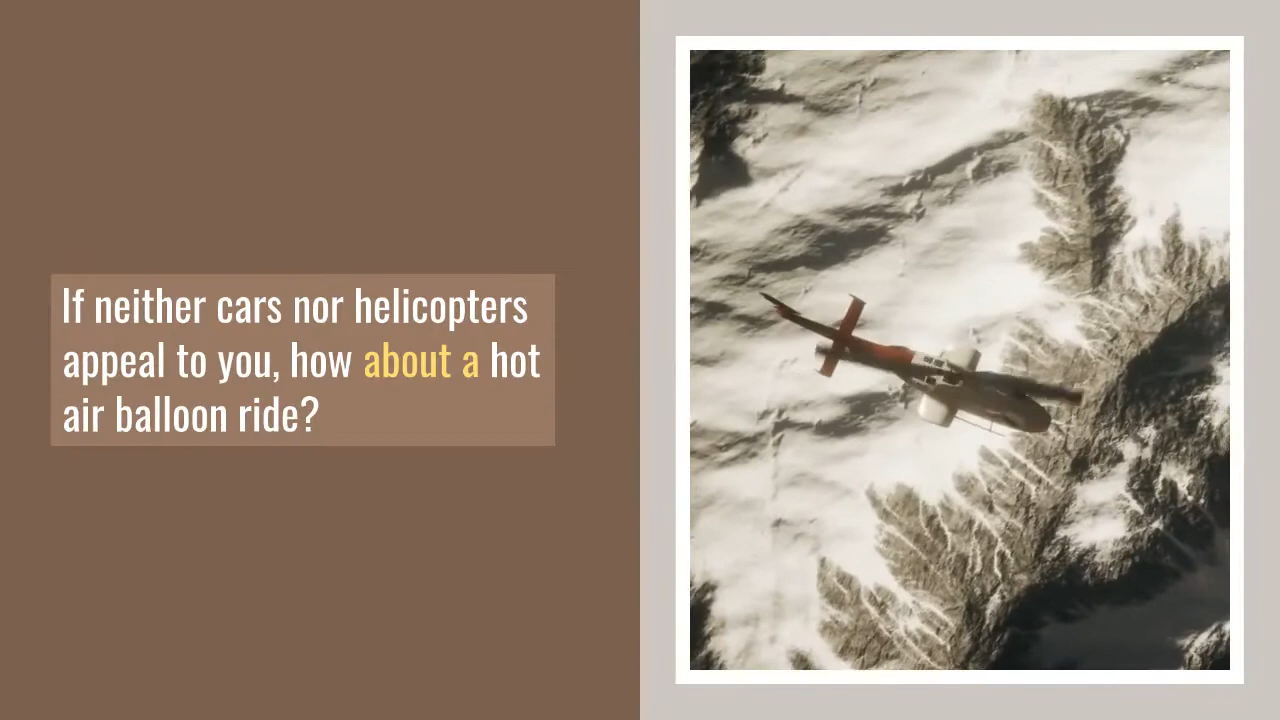 If neither cars nor helicopters
appeal to you, how about a hot
air balloon ride?